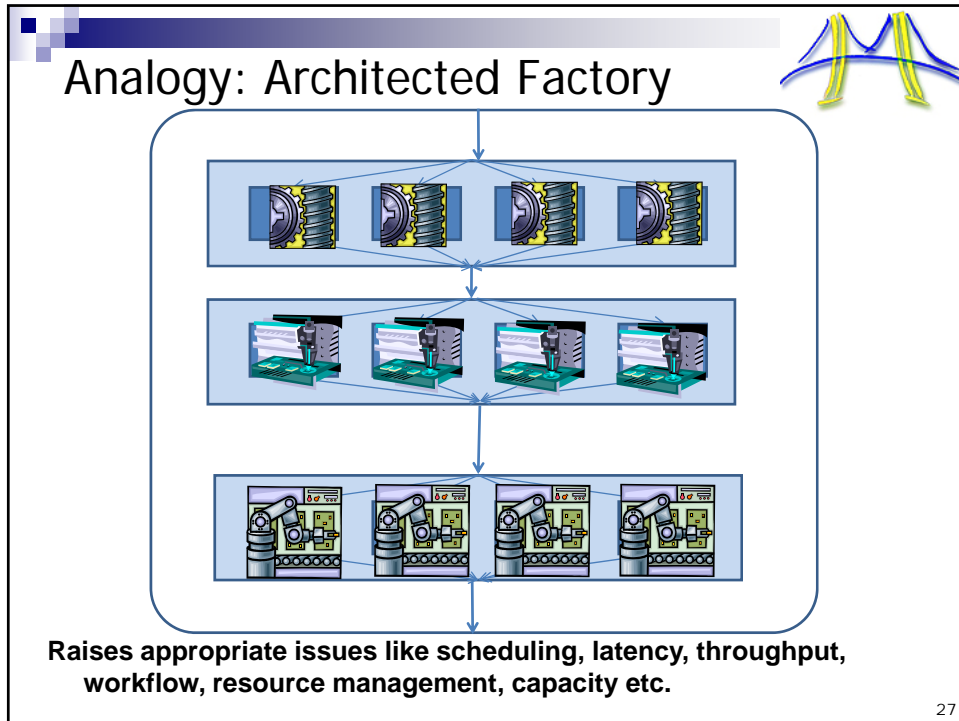 Analogy: Architected Factory
Raises appropriate issues like scheduling, latency, throughput,
workflow, resource management, capacity etc.
27